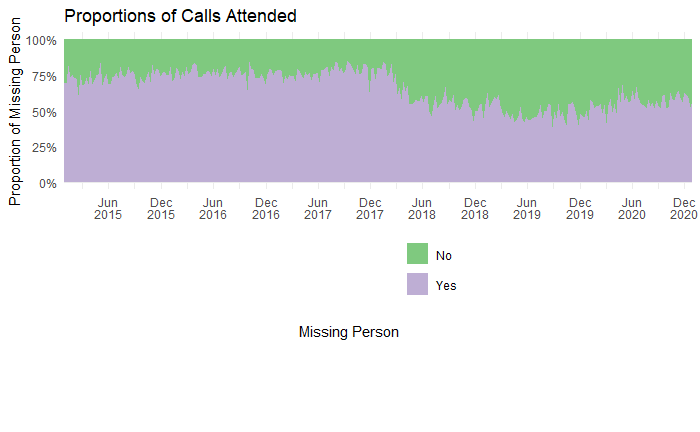 Proportions of Calls Attended
Proportion of Missing Person
100%
75%
50%
25%
0%
Jun 2015
Dec 2015
Jun 2016
Dec 2016
Jun 2017
Dec 2017
Jun 2018
Dec 2018
Jun 2019
Dec 2019
Jun 2020
Dec 2020
No
Yes
Missing Person